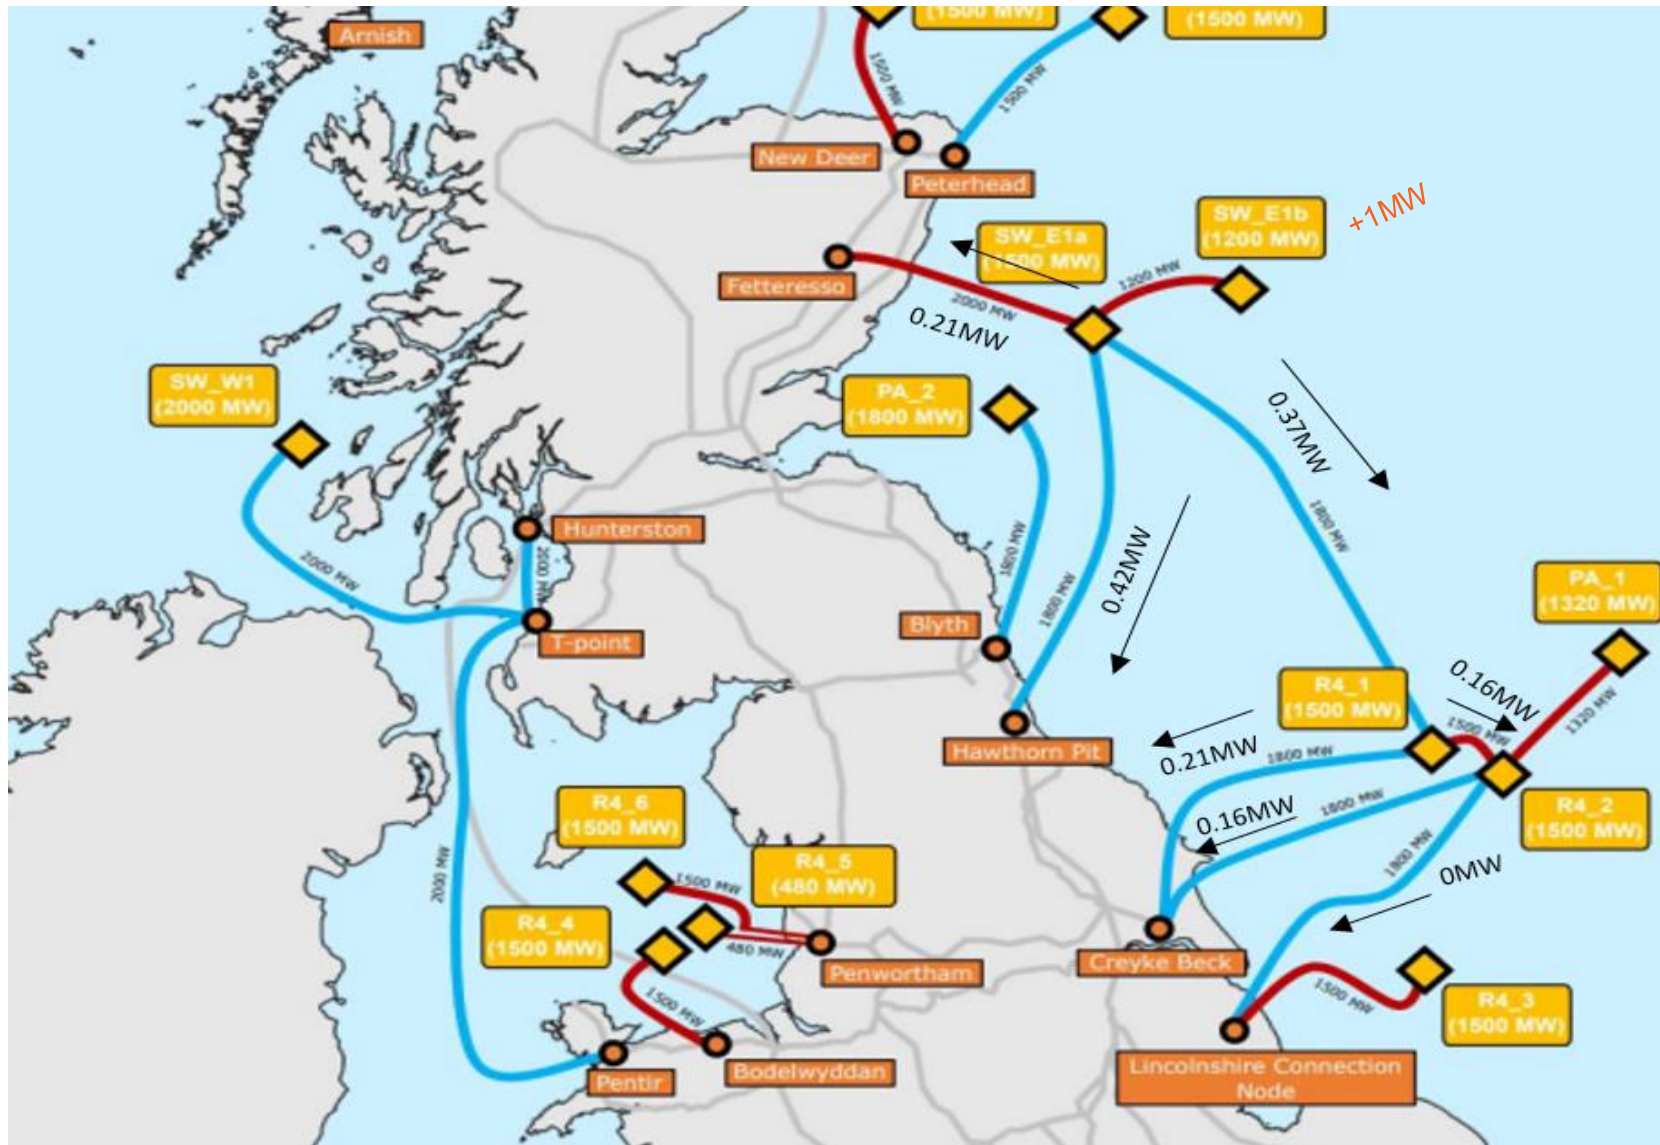 Arnish
(1500 MW)
(1500 MW)
1500 MW
1500 MW
New Deer
Peterhead
+1MW
SW_E1b
(1200 MW)
SW_E1a
(1500 MW)
1200 MW
Fetteresso
2000 MW
0.21MW
SW_W1
(2000 MW)
PA_2
(1800 MW)
0.37MW
1800 MW
1800 MW
1800 MW
0.42MW
Hunterston
2000 MW
2000 MW
T-point
Blyth
PA_1
(1320 MW)
R4_1
(1500 MW)
0.16MW
1500 MW
1320 MW
Hawthorn Pit
0.21MW
1800 MW
R4_6
(1500 MW)
0.16MW
1800 MW
R4_2
(1500 MW)
1800 MW
0MW
2000 MW
1500 MW
R4_5
(480 MW)
R4_4
(1500 MW)
480 MW
Penwortham
Creyke Beck
1500 MW
1500 MW
R4_3
(1500 MW)
Pentir
Bodelwyddan
Lincolnshire Connection
Node